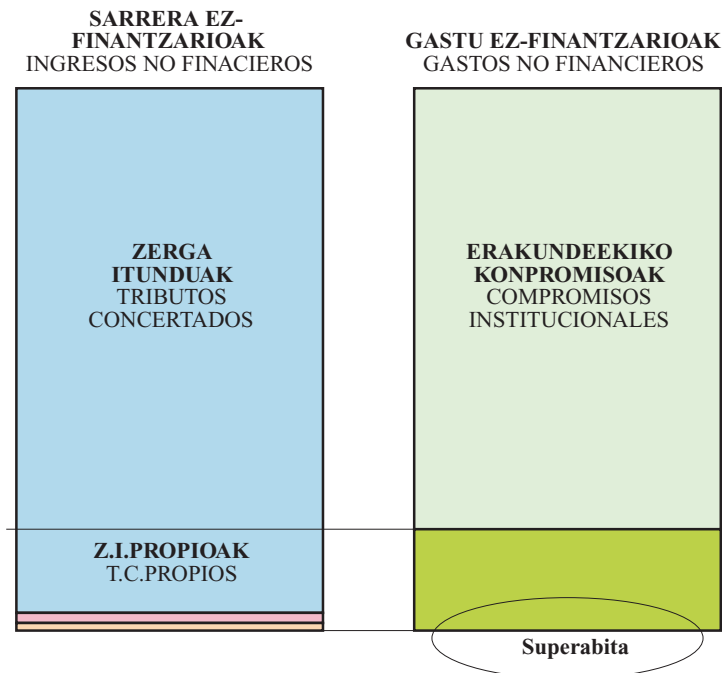 SARRERA EZ-
FINANTZARIOAK
INGRESOS NO FINACIEROS
GASTU EZ-FINANTZARIOAK
GASTOS NO FINANCIEROS
ZERGA
ITUNDUAK
TRIBUTOS
CONCERTADOS
ERAKUNDEEKIKO
KONPROMISOAK
COMPROMISOS
INSTITUCIONALES
Z.I.PROPIOAK
T.C.PROPIOS
Superabita